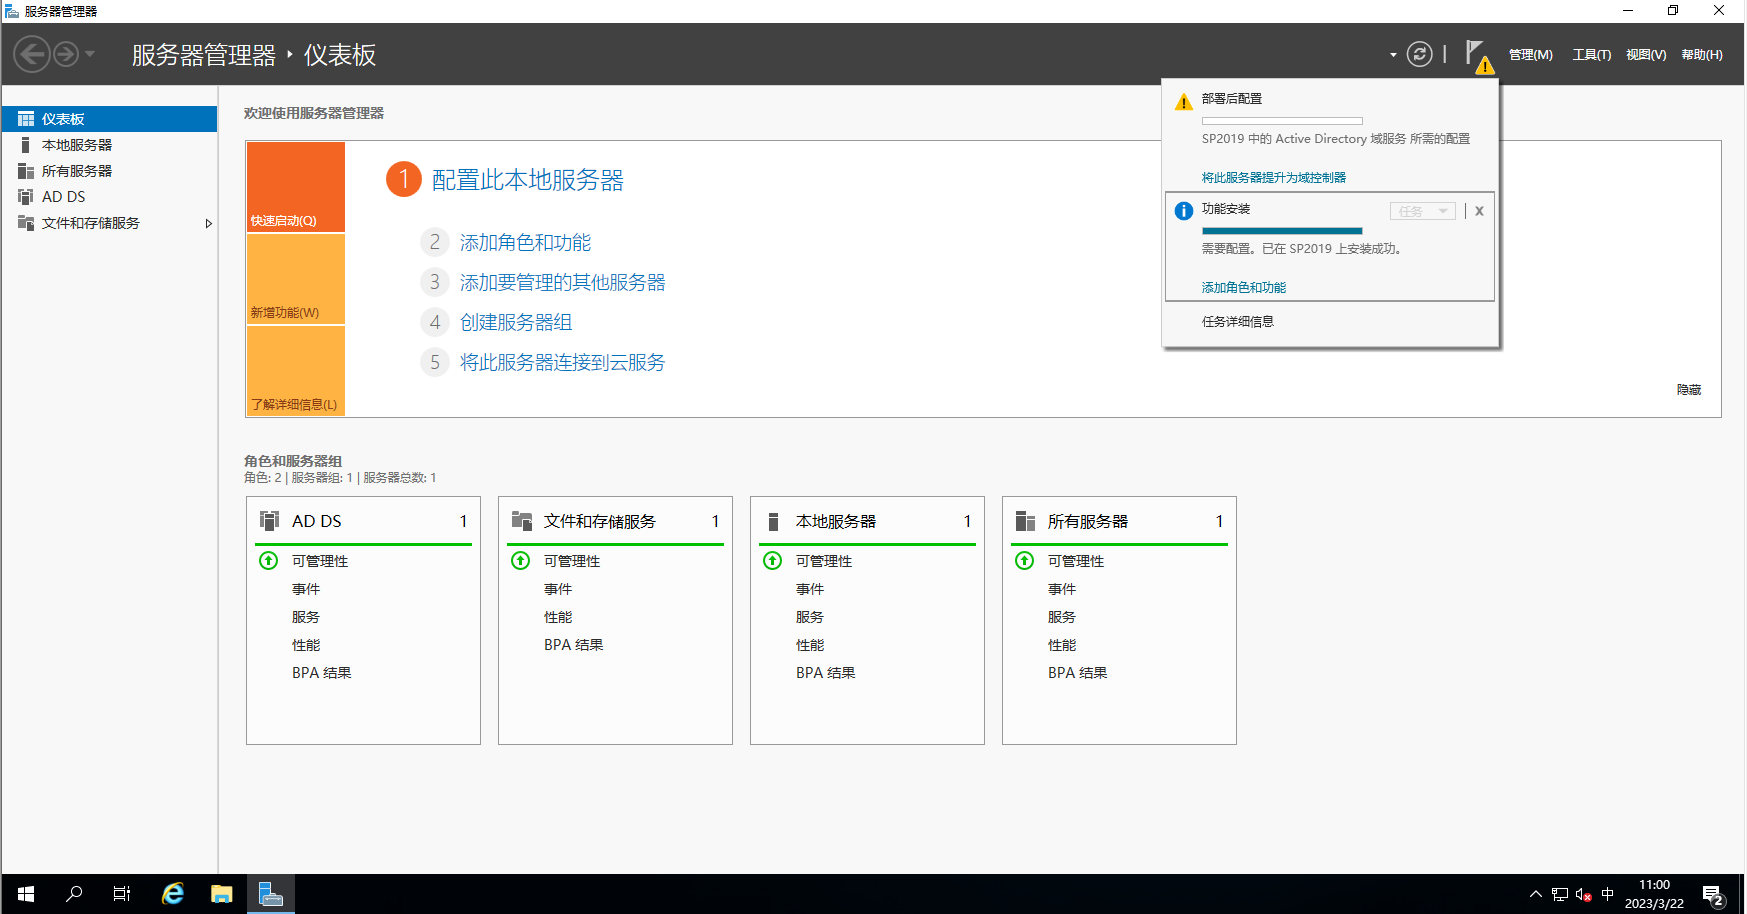 服务器管理器
服务器管理器 · 仪表板
管理(M) 工具(T) 视图(V) 帮助(H)
仪表板
本地服务器
所有服务器
AD DS
文件和存储服务
欢迎使用服务器管理器
快速启动(Q)
新增功能(W)
了解详细信息(L)
1 配置此本地服务器
2 添加角色和功能
3 添加要管理的其他服务器
4 创建服务器组
5 将此服务器连接到云服务
隐藏
部署后配置
SP2019 中的 Active Directory 域服务 所需的配置
将此服务器提升为域控制器
功能安装 任务 X
需要配置。已在 SP2019 上安装成功。
添加角色和功能
任务详细信息
角色和服务器组
角色: 2 | 服务器组: 1 | 服务器总数: 1
AD DS 1
可管理性
事件
服务
性能
BPA 结果
文件和存储服务 1
可管理性
事件
性能
BPA 结果
本地服务器 1
可管理性
事件
服务
性能
BPA 结果
所有服务器 1
可管理性
事件
服务
性能
BPA 结果
中
11:00
2023/3/22
2